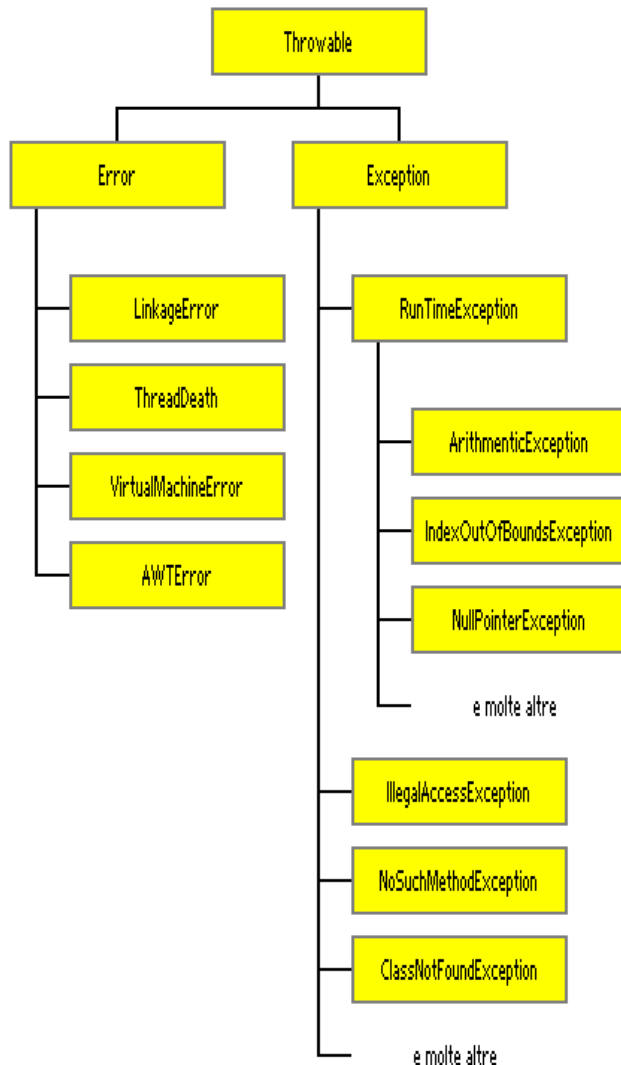 Throwable
Error
Exception
LinkageError
ThreadDeath
VirtualMachineError
AWTError
RunTimeException
ArithmenticException
IndexOutOfBoundsException
NullPointerException
e molte altre
IllegalAccessException
NoSuchMethodException
ClassNotFoundException
e molte altre